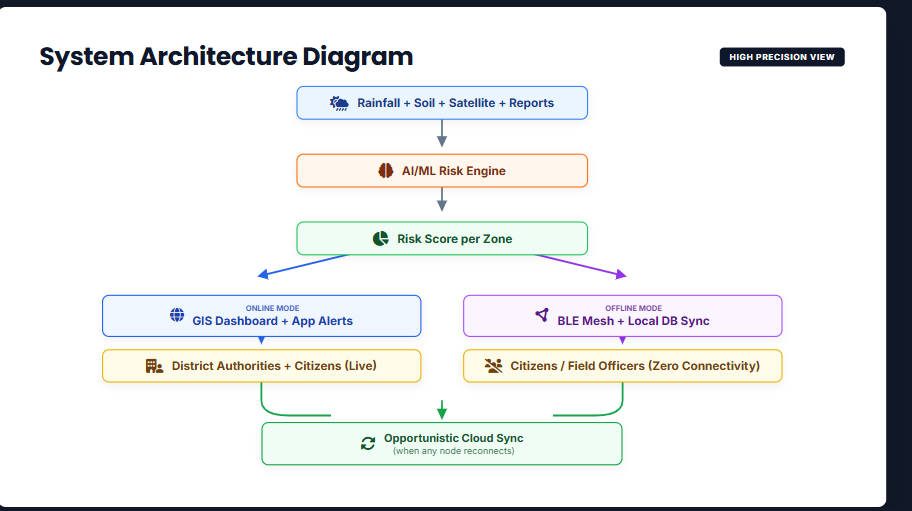 System Architecture Diagram
HIGH PRECISION VIEW
Rainfall + Soil + Satellite + Reports
AI/ML Risk Engine
Risk Score per Zone
ONLINE MODE
GIS Dashboard + App Alerts
OFFLINE MODE
BLE Mesh + Local DB Sync
District Authorities + Citizens (Live)
Citizens / Field Officers (Zero Connectivity)
Opportunistic Cloud Sync
(when any node reconnects)